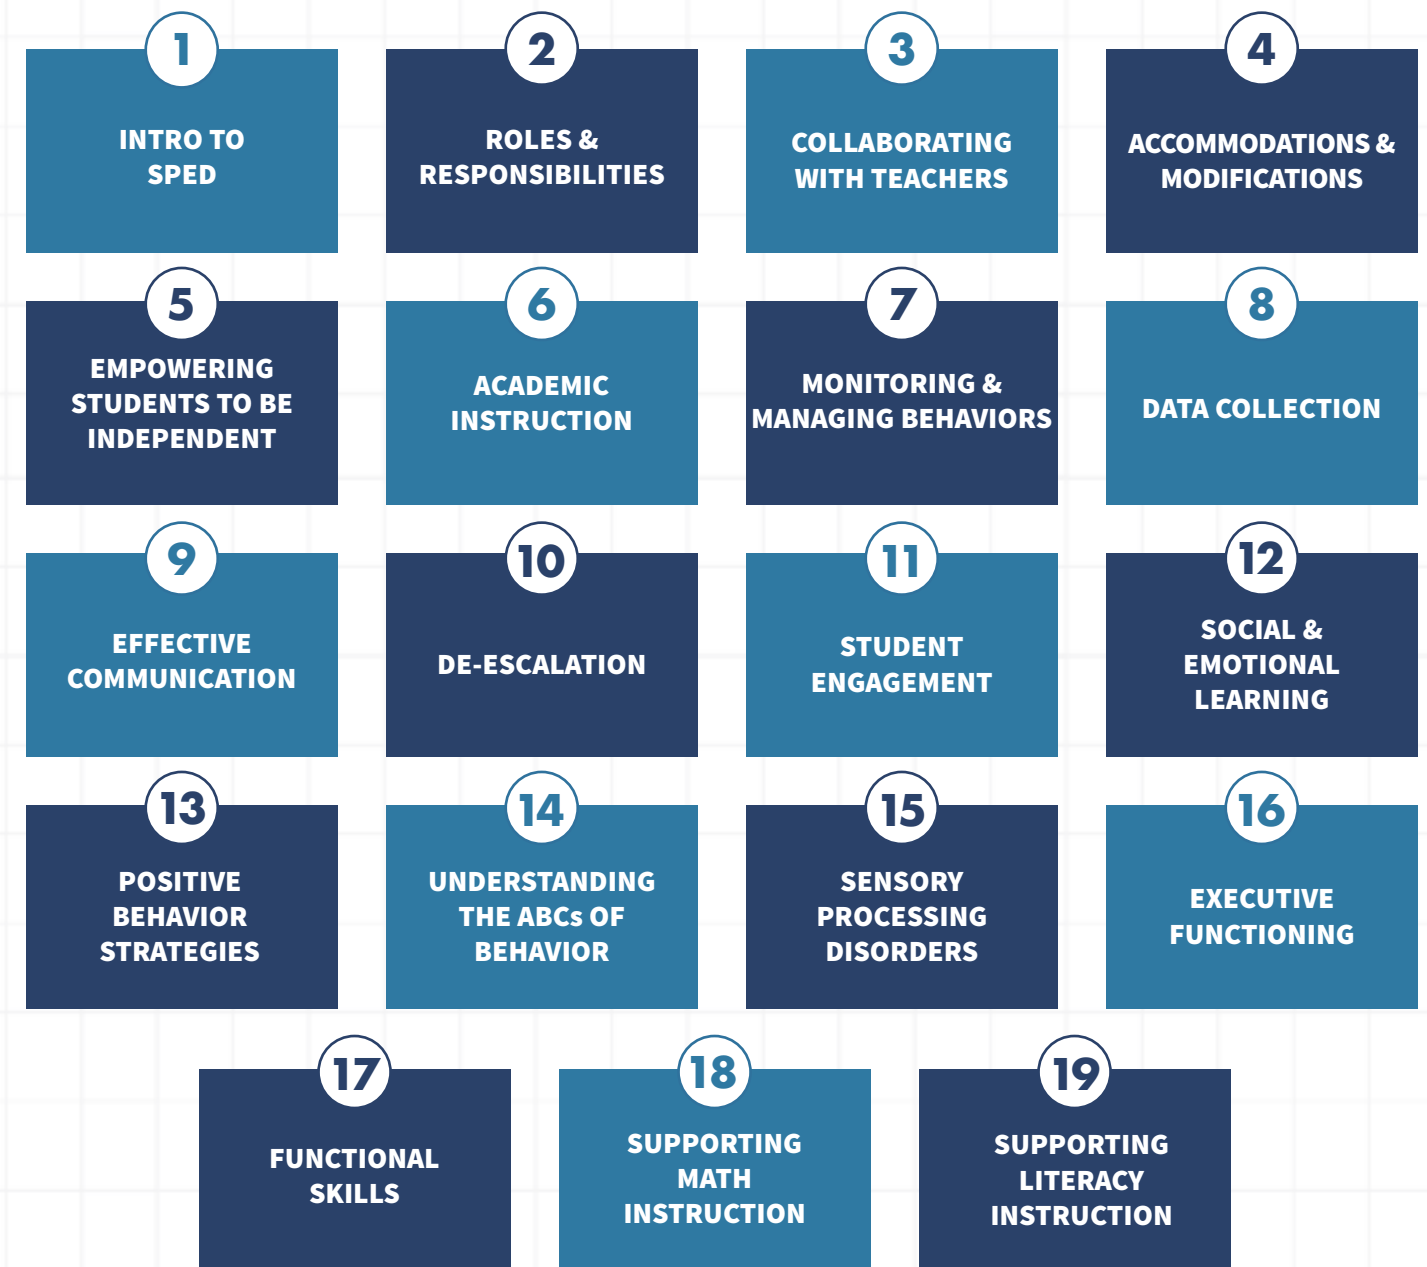 1
INTRO TO
SPED
2
ROLES &
RESPONSIBILITIES
3
COLLABORATING
WITH TEACHERS
4
ACCOMMODATIONS &
MODIFICATIONS
5
EMPOWERING
STUDENTS TO BE
INDEPENDENT
6
ACADEMIC
INSTRUCTION
7
MONITORING &
MANAGING BEHAVIORS
8
DATA COLLECTION
9
EFFECTIVE
COMMUNICATION
10
DE-ESCALATION
11
STUDENT
ENGAGEMENT
12
SOCIAL &
EMOTIONAL
LEARNING
13
POSITIVE
BEHAVIOR
STRATEGIES
14
UNDERSTANDING
THE ABCs OF
BEHAVIOR
15
SENSORY
PROCESSING
DISORDERS
16
EXECUTIVE
FUNCTIONING
17
FUNCTIONAL
SKILLS
18
SUPPORTING
MATH
INSTRUCTION
19
SUPPORTING
LITERACY
INSTRUCTION